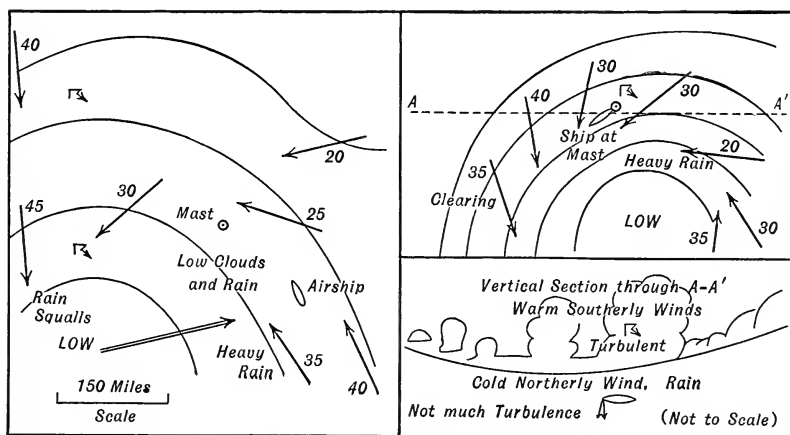 40
20
30
45
25
Mast
Low Clouds
and Rain
Airship
Rain
Squalls
LOW
Heavy
Rain
35
40
150 Miles
Scale
30
30
A
A'
40
Ship at
Mast
20
Heavy Rain
35
Clearing
LOW
35
30
Vertical Section through A-A'
Warm Southerly Winds
Turbulent
Cold Northerly Wind, Rain
Not much Turbulence
(Not to Scale)